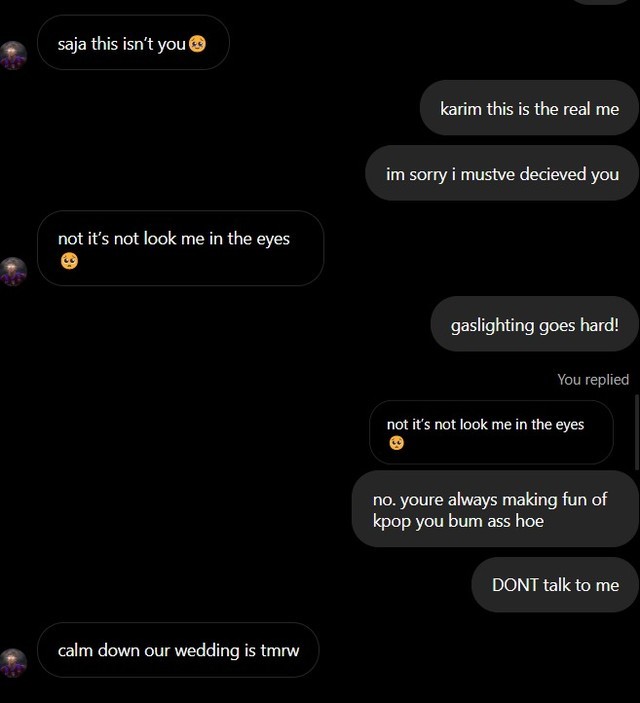 saja this isn't you🥺
karim this is the real me
im sorry i mustve decieved you
not it's not look me in the eyes
🥺
gaslighting goes hard!
You replied
not it's not look me in the eyes
🥺
no. youre always making fun of
kpop you bum ass hoe
DONT talk to me
calm down our wedding is tmrw